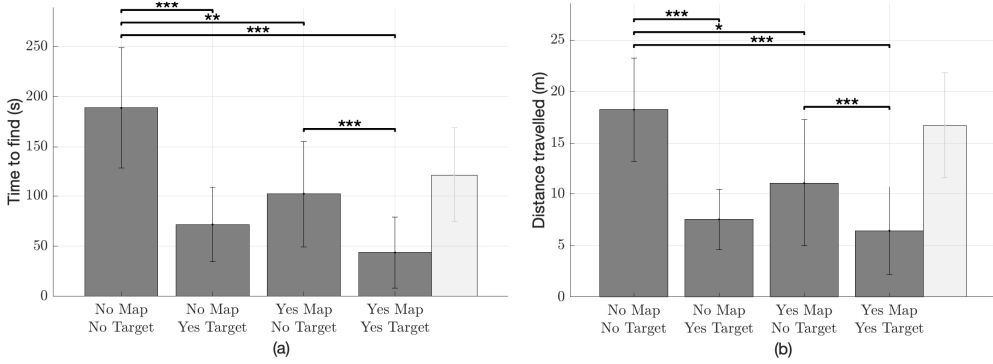 ***
**
***
***
250
200
150
100
50
0
Time to find (s)
No Map No Map Yes Map Yes Map
No Target Yes Target No Target Yes Target
(a)
***
*
***
***
25
20
15
10
5
0
Distance travelled (m)
No Map No Map Yes Map Yes Map
No Target Yes Target No Target Yes Target
(b)